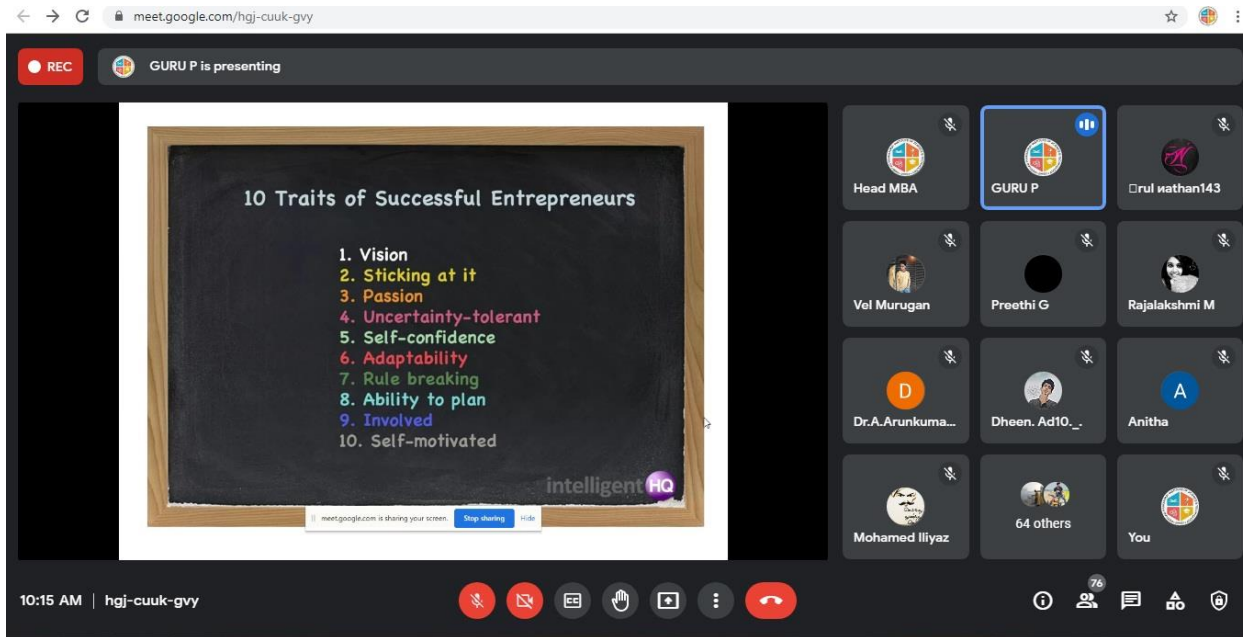 meet.google.com/hgj-cuuk-gvy
REC
GURU P is presenting
10 Traits of Successful Entrepreneurs
1. Vision
2. Sticking at it
3. Passion
4. Uncertainty-tolerant
5. Self-confidence
6. Adaptability
7. Rule breaking
8. Ability to plan
9. Involved
10. Self-motivated
intelligent HQ
meet.google.com is sharing your screen. Stop sharing Hide
Head MBA
GURU P
□rul иathan143
Vel Murugan
Preethi G
Rajalakshmi M
D
Dr.A.Arunkuma...
Dheen. Ad10._.
A
Anitha
Mohamed Iliyaz
64 others
You
10:15 AM | hgj-cuuk-gvy
CC
76